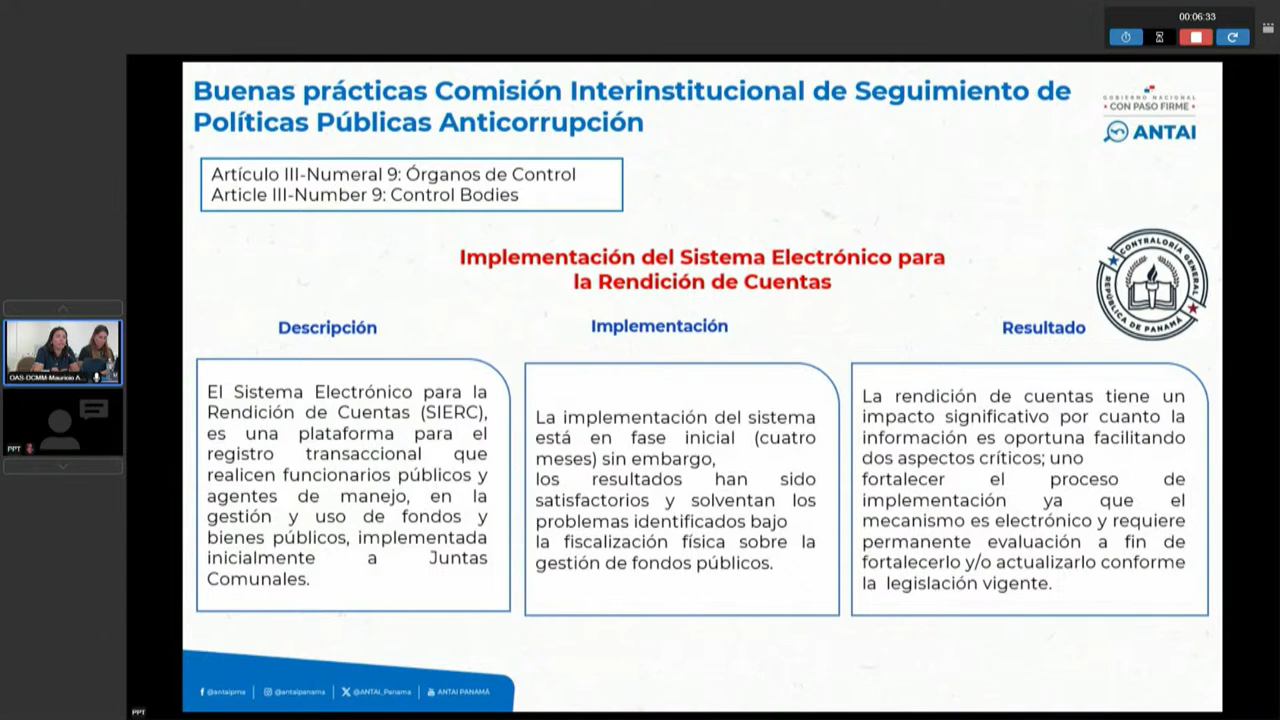 00:06:33
Buenas prácticas Comisión Interinstitucional de Seguimiento de
Políticas Públicas Anticorrupción
GOBIERNO NACIONAL
• CON PASO FIRME •
ANTAI
Artículo III-Numeral 9: Órganos de Control
Article III-Number 9: Control Bodies
Implementación del Sistema Electrónico para
la Rendición de Cuentas
CONTRALORÍA GENERAL
REPÚBLICA DE PANAMÁ
Descripción
El Sistema Electrónico para la
Rendición de Cuentas (SIERC),
es una plataforma para el
registro transaccional que
realicen funcionarios públicos y
agentes de manejo, en la
gestión y uso de fondos y
bienes públicos, implementada
inicialmente a Juntas
Comunales.
Implementación
La implementación del sistema
está en fase inicial (cuatro
meses) sin embargo,
los resultados han sido
satisfactorios y solventan los
problemas identificados bajo
la fiscalización física sobre la
gestión de fondos públicos.
Resultado
La rendición de cuentas tiene un
impacto significativo por cuanto la
información es oportuna facilitando
dos aspectos críticos; uno
fortalecer el proceso de
implementación ya que el
mecanismo es electrónico y requiere
permanente evaluación a fin de
fortalecerlo y/o actualizarlo conforme
la legislación vigente.
OAS-DCMM-Mauricio A...
PPT
@antaipma
@antaipanama
@ANTAI_Panama
ANTAI PANAMÁ
PPT